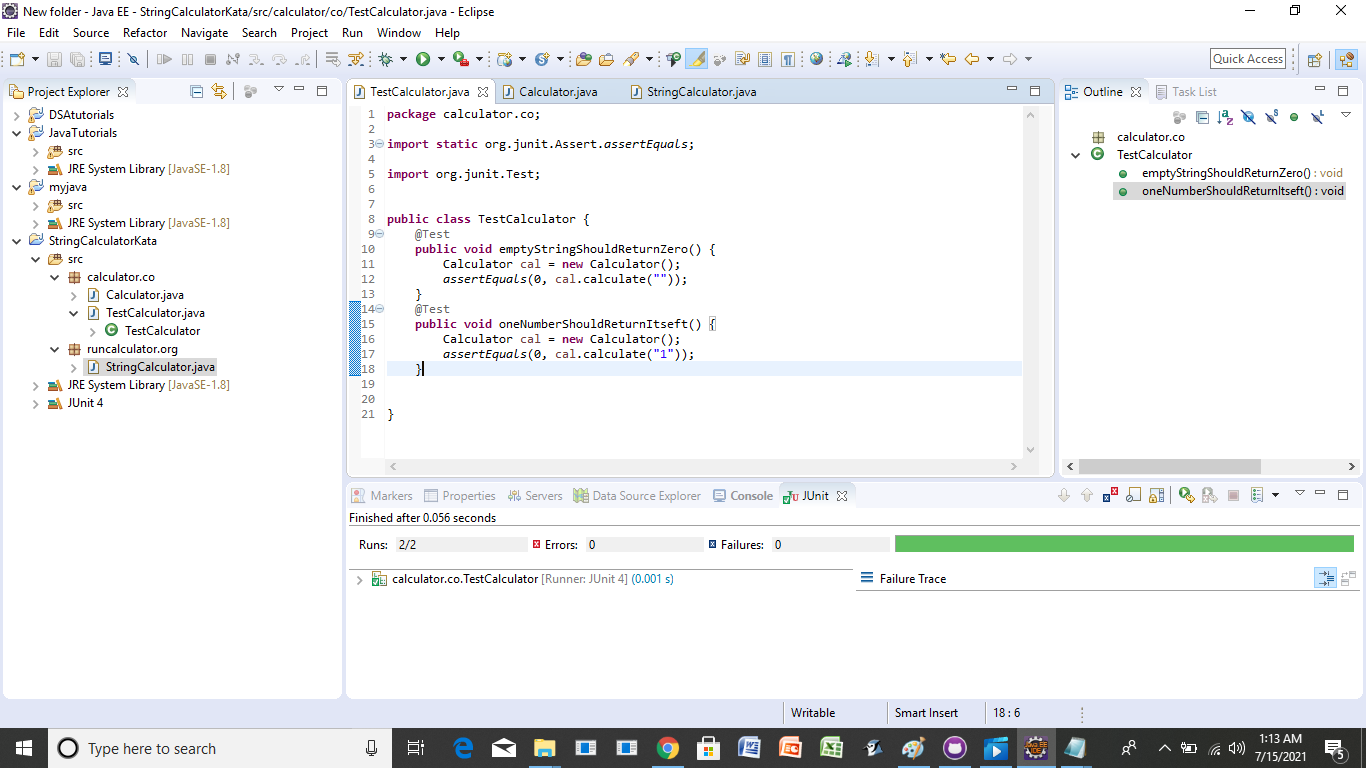 New folder - Java EE - StringCalculatorKata/src/calculator/co/TestCalculator.java - Eclipse
File Edit Source Refactor Navigate Search Project Run Window Help
Quick Access
Project Explorer
DSAtutorials
JavaTutorials
src
JRE System Library [JavaSE-1.8]
myjava
src
JRE System Library [JavaSE-1.8]
StringCalculatorKata
src
calculator.co
Calculator.java
TestCalculator.java
TestCalculator
runcalculator.org
StringCalculator.java
JRE System Library [JavaSE-1.8]
JUnit 4
TestCalculator.java Calculator.java StringCalculator.java
1 package calculator.co;
2
3 import static org.junit.Assert.assertEquals;
4
5 import org.junit.Test;
6
7
8 public class TestCalculator {
9 @Test
10 public void emptyStringShouldReturnZero() {
11 Calculator cal = new Calculator();
12 assertEquals(0, cal.calculate(""));
13 }
14 @Test
15 public void oneNumberShouldReturnItseft() {
16 Calculator cal = new Calculator();
17 assertEquals(0, cal.calculate("1"));
18 }
19
20
21 }
Outline Task List
calculator.co
TestCalculator
emptyStringShouldReturnZero() : void
oneNumberShouldReturnItseft() : void
Markers Properties Servers Data Source Explorer Console JUnit
Finished after 0.056 seconds
Runs: 2/2 Errors: 0 Failures: 0
calculator.co.TestCalculator [Runner: JUnit 4] (0.001 s)
Failure Trace
Writable Smart Insert 18 : 6
Type here to search
1:13 AM
7/15/2021
5